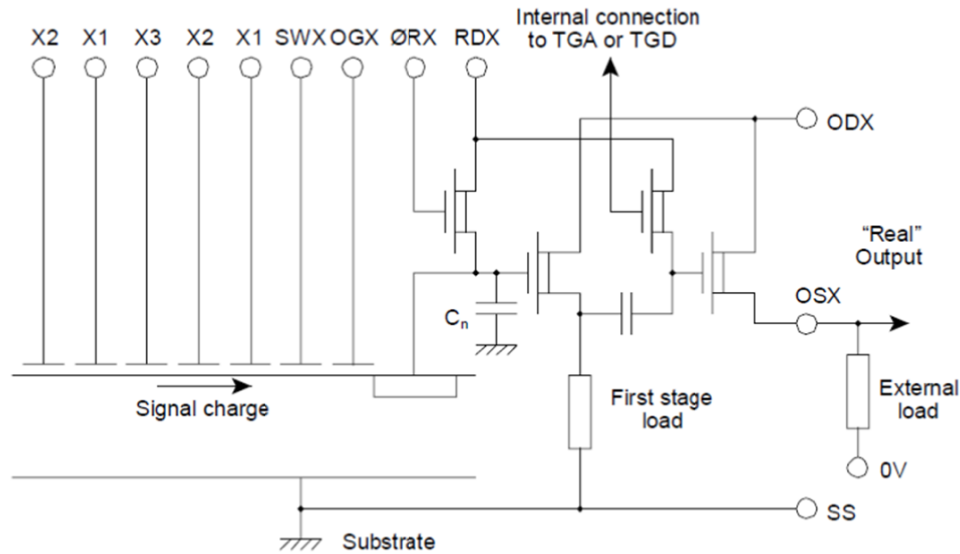 Internal connection
to TGA or TGD
X2 X1 X3 X2 X1 SWX OGX ØRX RDX
ODX
"Real"
Output
OSX
Cn
Signal charge
First stage
load
External
load
0V
SS
Substrate